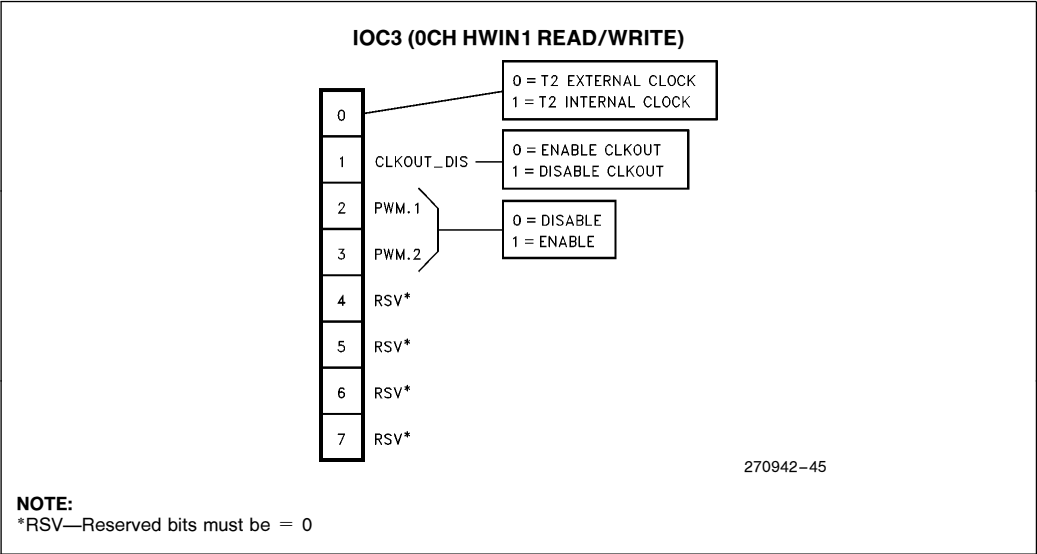 IOC3 (0CH HWIN1 READ/WRITE)
0 = T2 EXTERNAL CLOCK
1 = T2 INTERNAL CLOCK
0
1 CLKOUT_DIS
0 = ENABLE CLKOUT
1 = DISABLE CLKOUT
2 PWM.1
3 PWM.2
0 = DISABLE
1 = ENABLE
4 RSV*
5 RSV*
6 RSV*
7 RSV*
270942–45
NOTE:
*RSV—Reserved bits must be = 0